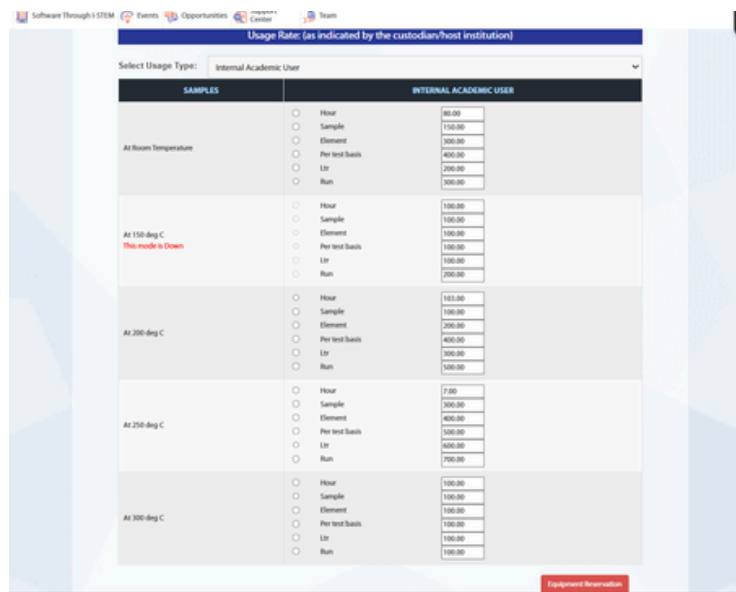 Software Through I-STEM Events Opportunities Support Center Team
Usage Rate: (as indicated by the custodian/host institution)
Select Usage Type: Internal Academic User
SAMPLES INTERNAL ACADEMIC USER
At Room Temperature
Hour 80.00
Sample 150.00
Element 300.00
Per test basis 400.00
Ltr 200.00
Run 300.00
At 150 deg C
This mode is Down
Hour 100.00
Sample 100.00
Element 100.00
Per test basis 100.00
Ltr 100.00
Run 200.00
At 200 deg C
Hour 103.00
Sample 100.00
Element 200.00
Per test basis 400.00
Ltr 300.00
Run 500.00
At 250 deg C
Hour 7.00
Sample 300.00
Element 400.00
Per test basis 500.00
Ltr 600.00
Run 700.00
At 300 deg C
Hour 100.00
Sample 100.00
Element 100.00
Per test basis 100.00
Ltr 100.00
Run 100.00
Equipment Reservation